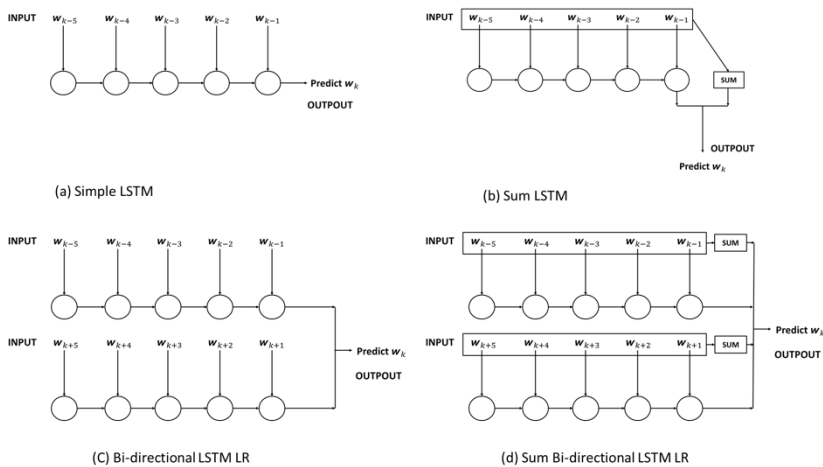 INPUT w_{k−5} w_{k−4} w_{k−3} w_{k−2} w_{k−1}
Predict w_k
OUTPOUT
(a) Simple LSTM
INPUT w_{k−5} w_{k−4} w_{k−3} w_{k−2} w_{k−1}
SUM
OUTPOUT
Predict w_k
(b) Sum LSTM
INPUT w_{k−5} w_{k−4} w_{k−3} w_{k−2} w_{k−1}
INPUT w_{k+5} w_{k+4} w_{k+3} w_{k+2} w_{k+1}
Predict w_k
OUTPOUT
(C) Bi-directional LSTM LR
INPUT w_{k−5} w_{k−4} w_{k−3} w_{k−2} w_{k−1} SUM
Predict w_k
INPUT w_{k+5} w_{k+4} w_{k+3} w_{k+2} w_{k+1} SUM
OUTPOUT
(d) Sum Bi-directional LSTM LR